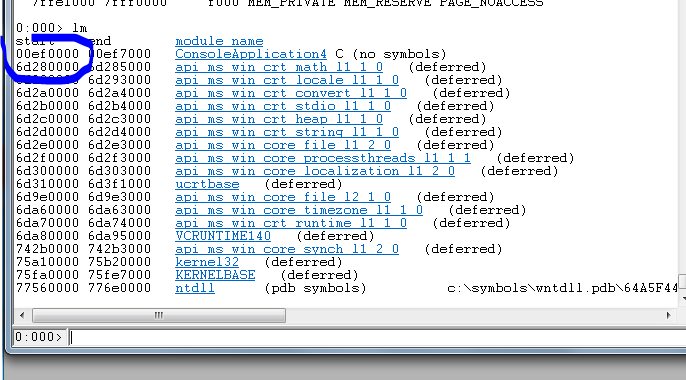 7ffe1000 7fff0000 f000 MEM_PRIVATE MEM_RESERVE PAGE_NOACCESS
0:000> lm
start end module name
00ef0000 00ef7000 ConsoleApplication4 C (no symbols)
6d280000 6d285000 api_ms_win_crt_math_l1_1_0 (deferred)
6d293000 api_ms_win_crt_locale_l1_1_0 (deferred)
6d2a0000 6d2a4000 api_ms_win_crt_convert_l1_1_0 (deferred)
6d2b0000 6d2b4000 api_ms_win_crt_stdio_l1_1_0 (deferred)
6d2c0000 6d2c3000 api_ms_win_crt_heap_l1_1_0 (deferred)
6d2d0000 6d2d4000 api_ms_win_crt_string_l1_1_0 (deferred)
6d2e0000 6d2e3000 api_ms_win_core_file_l1_2_0 (deferred)
6d2f0000 6d2f3000 api_ms_win_core_processthreads_l1_1_1 (deferred)
6d300000 6d303000 api_ms_win_core_localization_l1_2_0 (deferred)
6d310000 6d3f1000 ucrtbase (deferred)
6d9e0000 6d9e3000 api_ms_win_core_file_l2_1_0 (deferred)
6da60000 6da63000 api_ms_win_core_timezone_l1_1_0 (deferred)
6da70000 6da74000 api_ms_win_crt_runtime_l1_1_0 (deferred)
6da80000 6da95000 VCRUNTIME140 (deferred)
742b0000 742b3000 api_ms_win_core_synch_l1_2_0 (deferred)
75a10000 75b20000 kernel32 (deferred)
75fa0000 75fe7000 KERNELBASE (deferred)
77560000 776e0000 ntdll (pdb symbols) c:\symbols\wntdll.pdb\64A5F44
0:000>